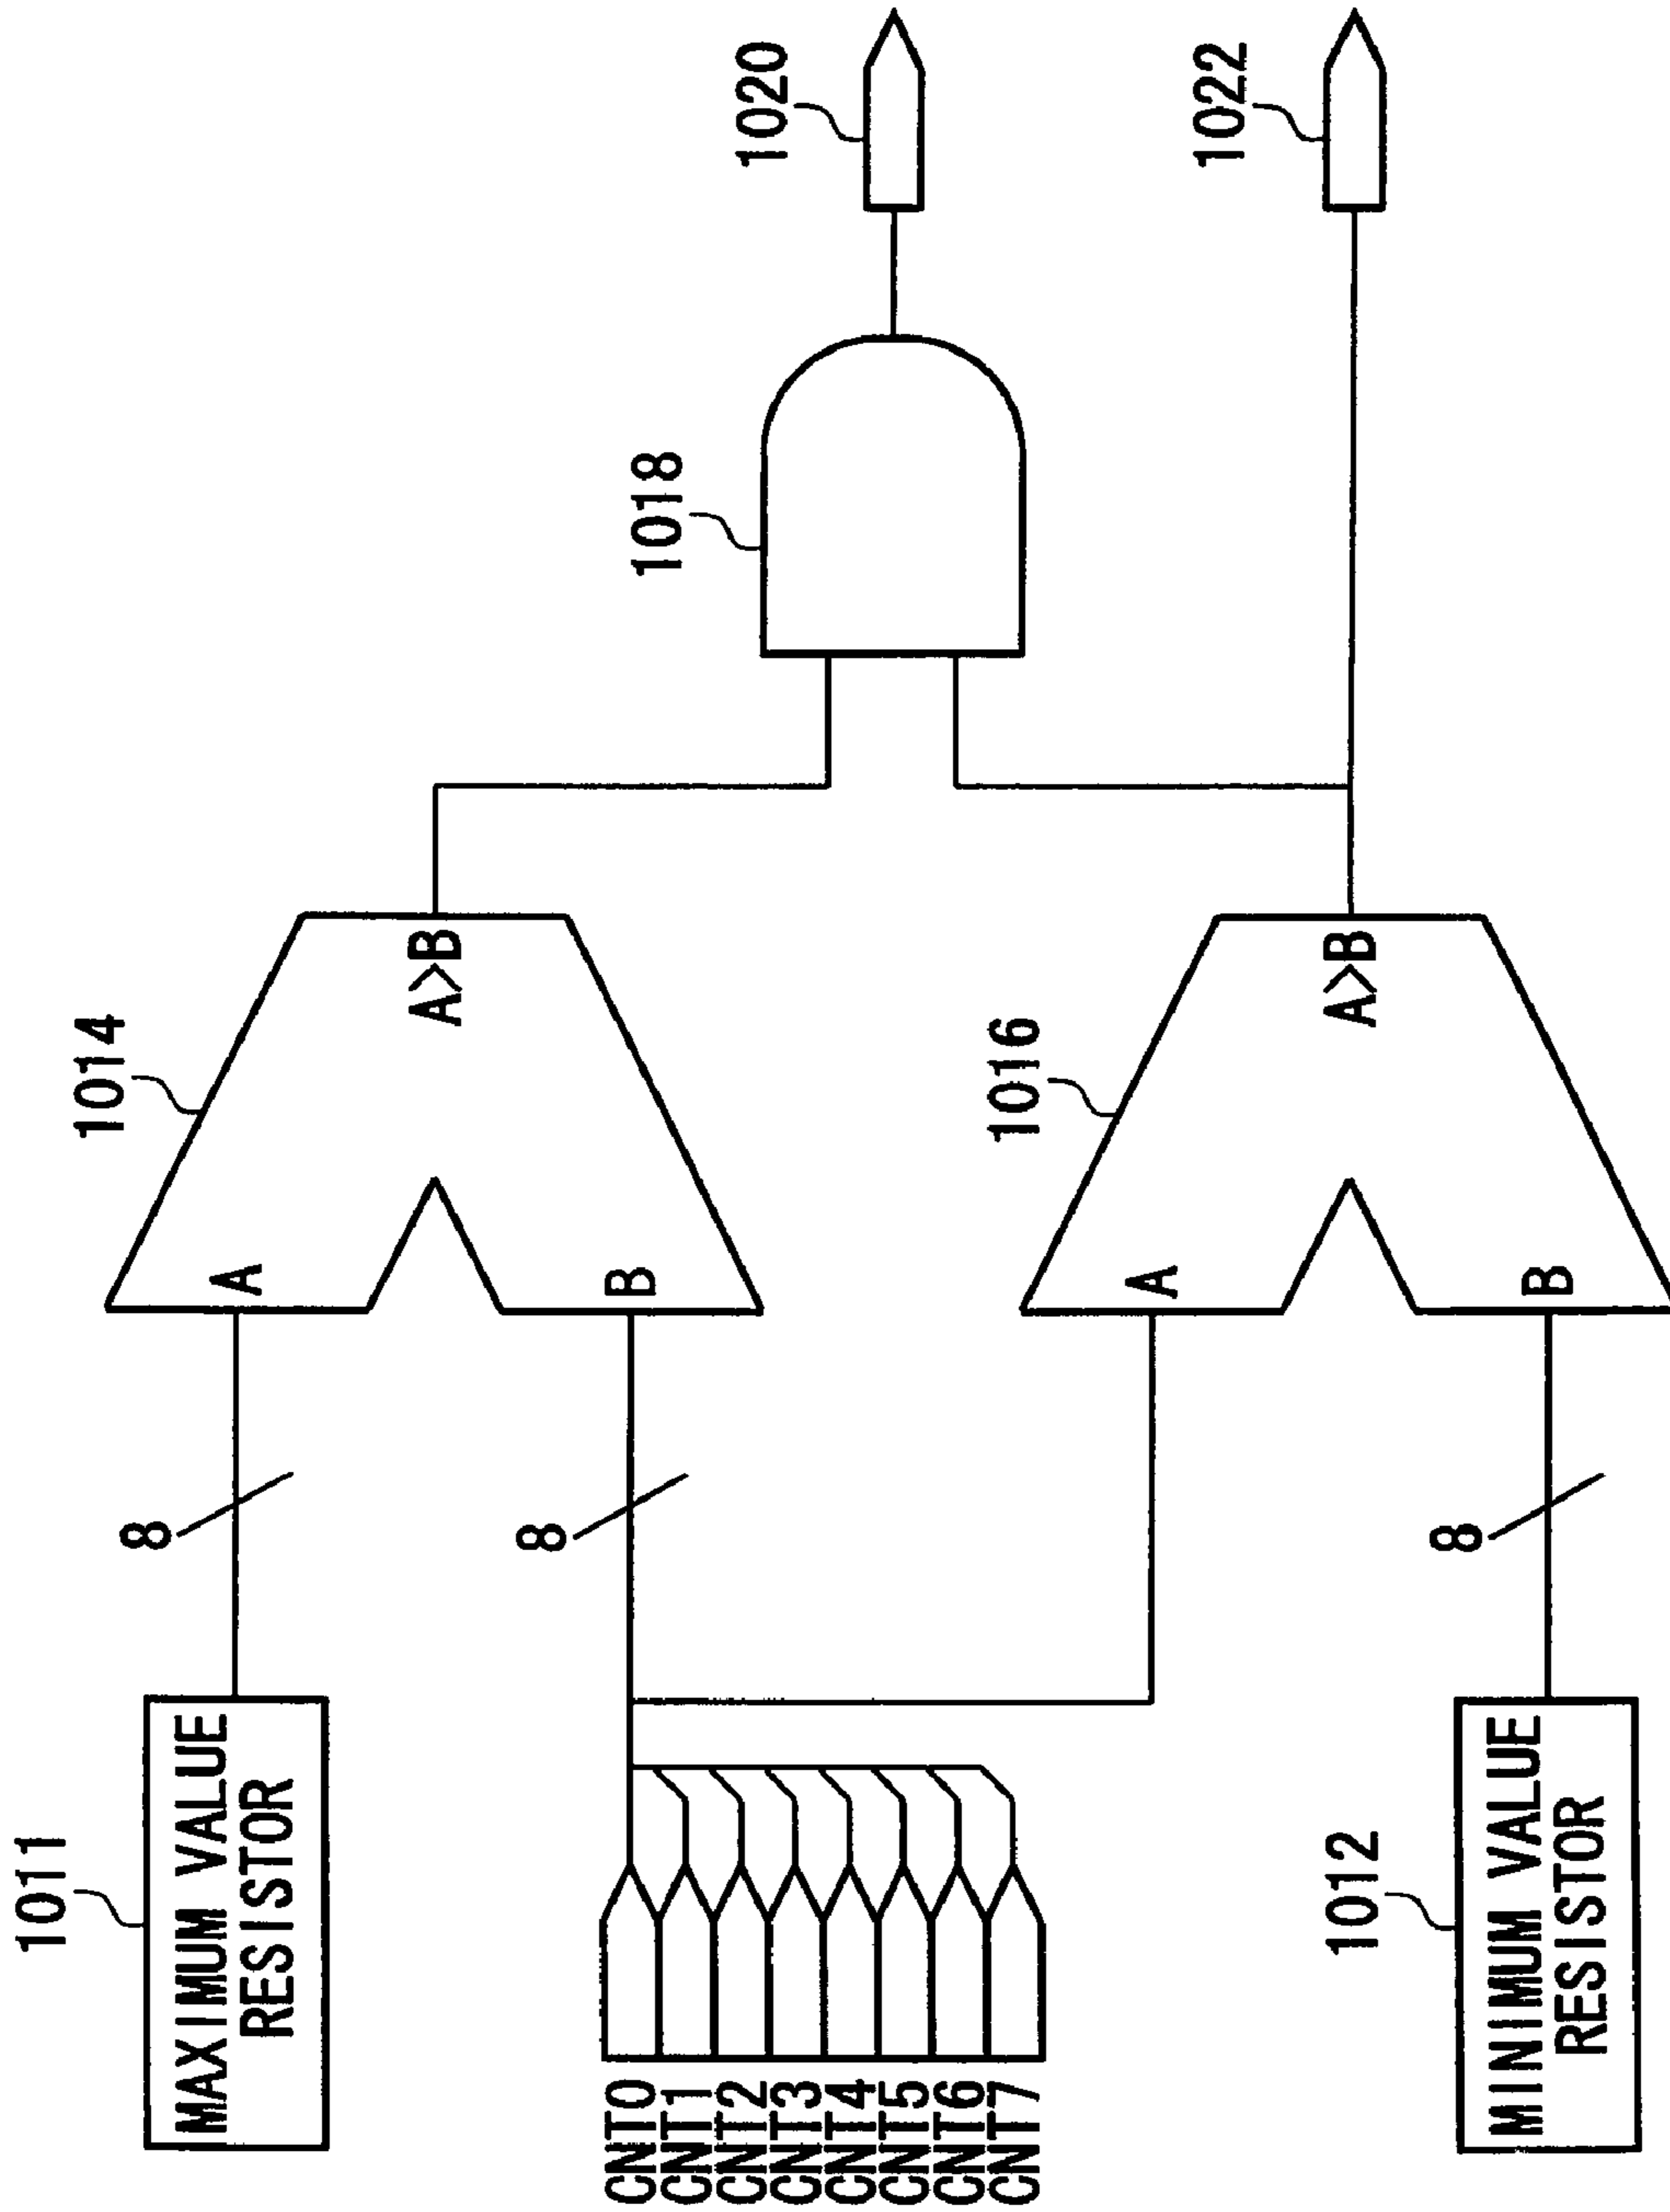 1011
MAXIMUM VALUE
RESISTOR
8
1014
A
B
A>B
CNT0
CNT1
CNT2
CNT3
CNT4
CNT5
CNT6
CNT7
8
1018
1020
1012
MINIMUM VALUE
RESISTOR
8
1016
A
B
A>B
1022